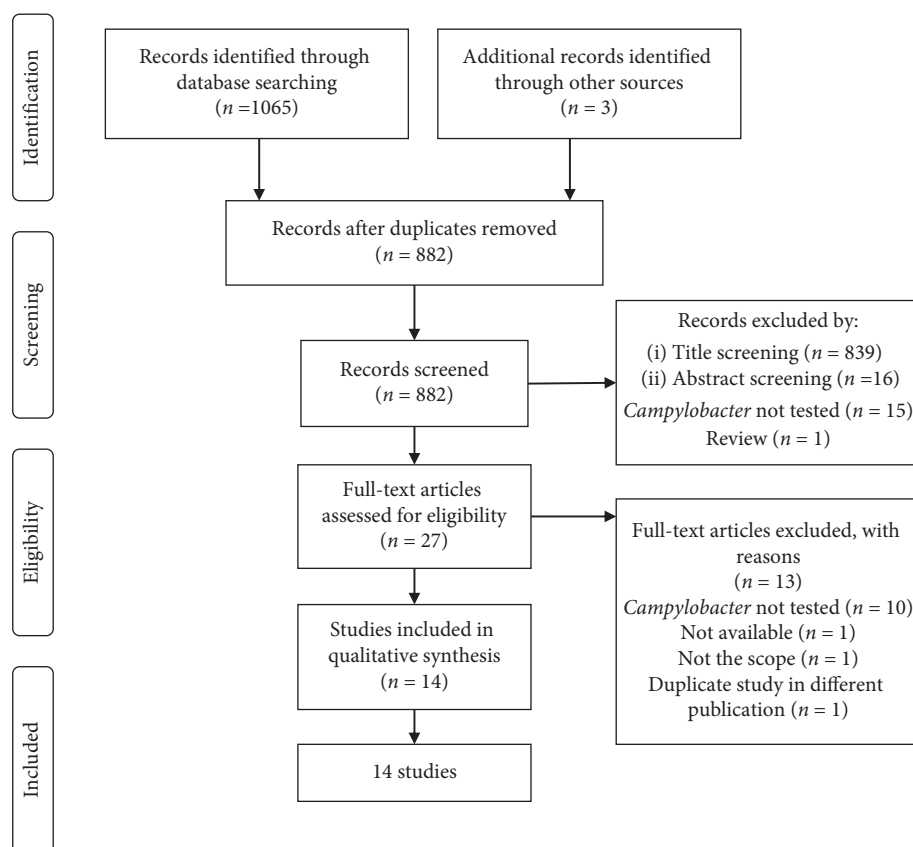 Identification
Records identified through
database searching
(n =1065)
Additional records identified
through other sources
(n = 3)
Records after duplicates removed
(n = 882)
Screening
Records screened
(n = 882)
Records excluded by:
(i) Title screening (n = 839)
(ii) Abstract screening (n =16)
Campylobacter not tested (n = 15)
Review (n = 1)
Eligibility
Full-text articles
assessed for eligibility
(n = 27)
Full-text articles excluded, with
reasons
(n = 13)
Campylobacter not tested (n = 10)
Not available (n = 1)
Not the scope (n = 1)
Duplicate study in different
publication (n = 1)
Studies included in
qualitative synthesis
(n = 14)
Included
14 studies